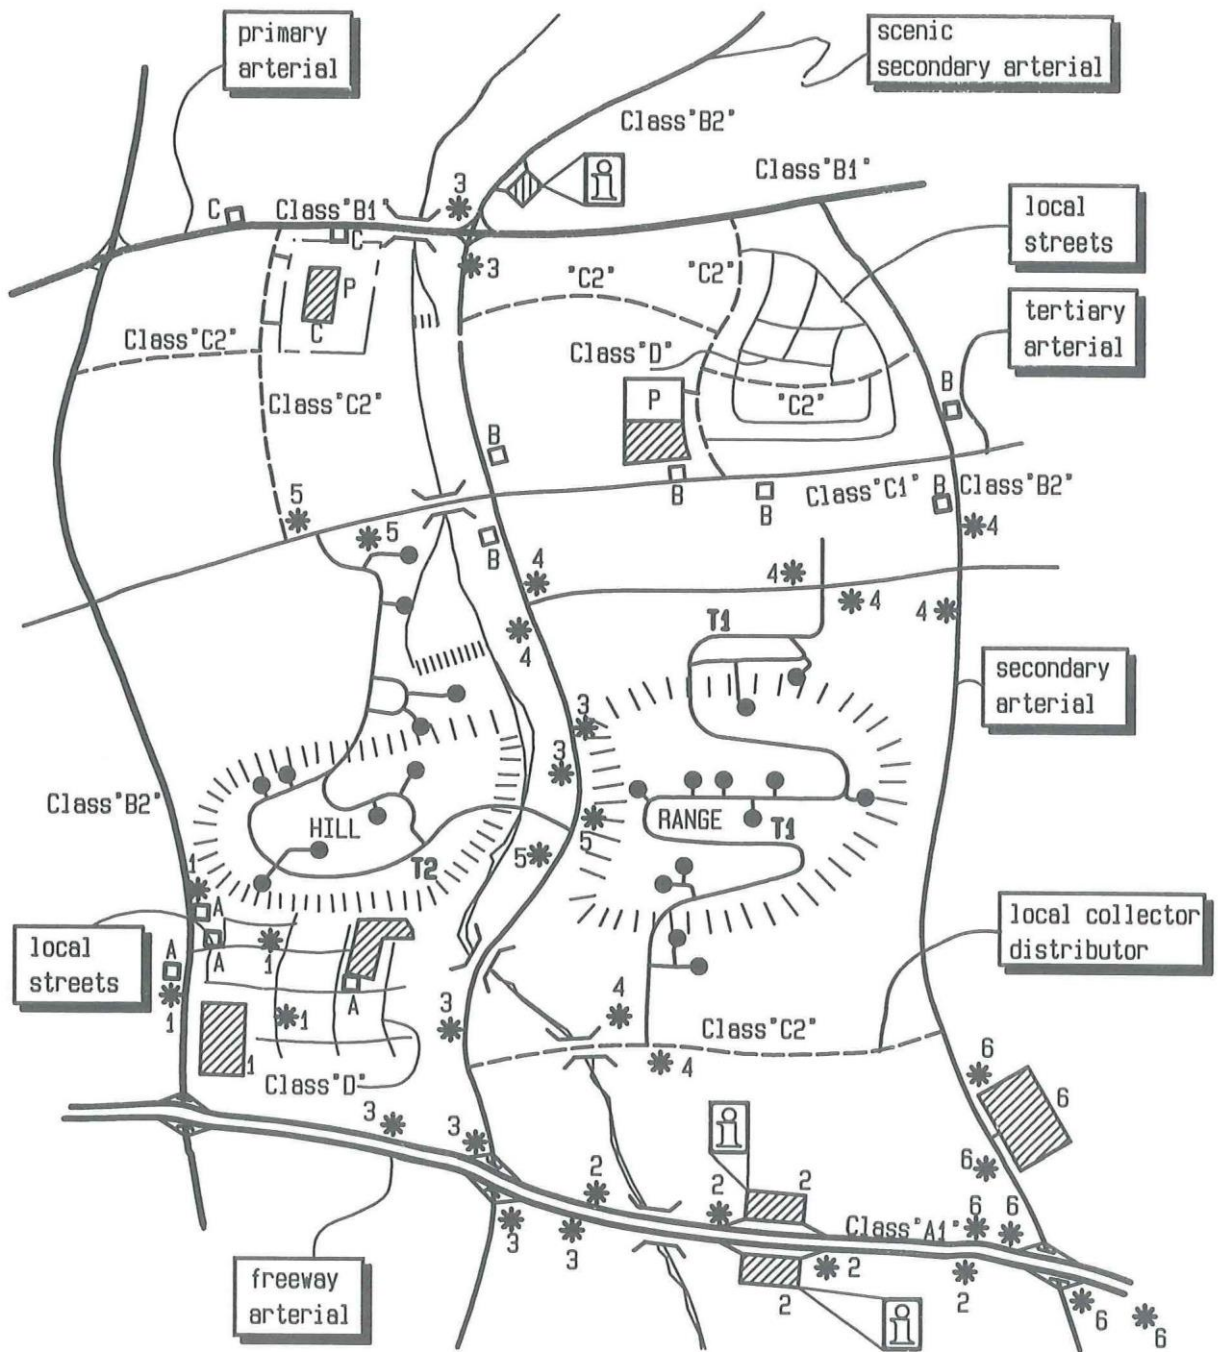 primary
arterial
scenic
secondary arterial
Class"B2"
i
Class"B1"
3
C
Class"B1"
C
local
streets
3
"C2"
"C2"
P
C
Class"C2"
tertiary
arterial
Class"D"
Class"C2"
P
"C2"
B
B
B
B
Class"C1"
B
Class"B2"
5
5
B
4
4
4
4
4
T1
4
secondary
arterial
3
3
Class"B2"
HILL
RANGE
T1
5
5
T2
1
A
A
A
1
1
1
A
local
streets
local collector
distributor
4
3
Class"C2"
4
6
1
Class"D"
6
3
3
i
6
2
2
2
6
6
Class"A1"
3
3
2
2
2
6
6
freeway
arterial
i